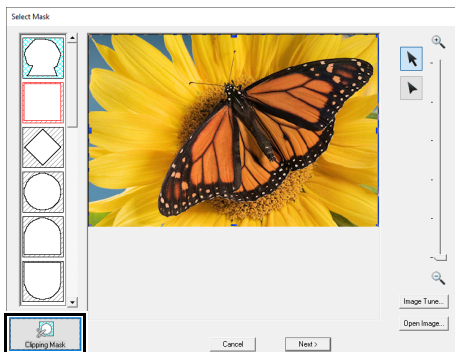 Select Mask
Image Tune...
Open Image...
Clipping Mask
Cancel
Next >